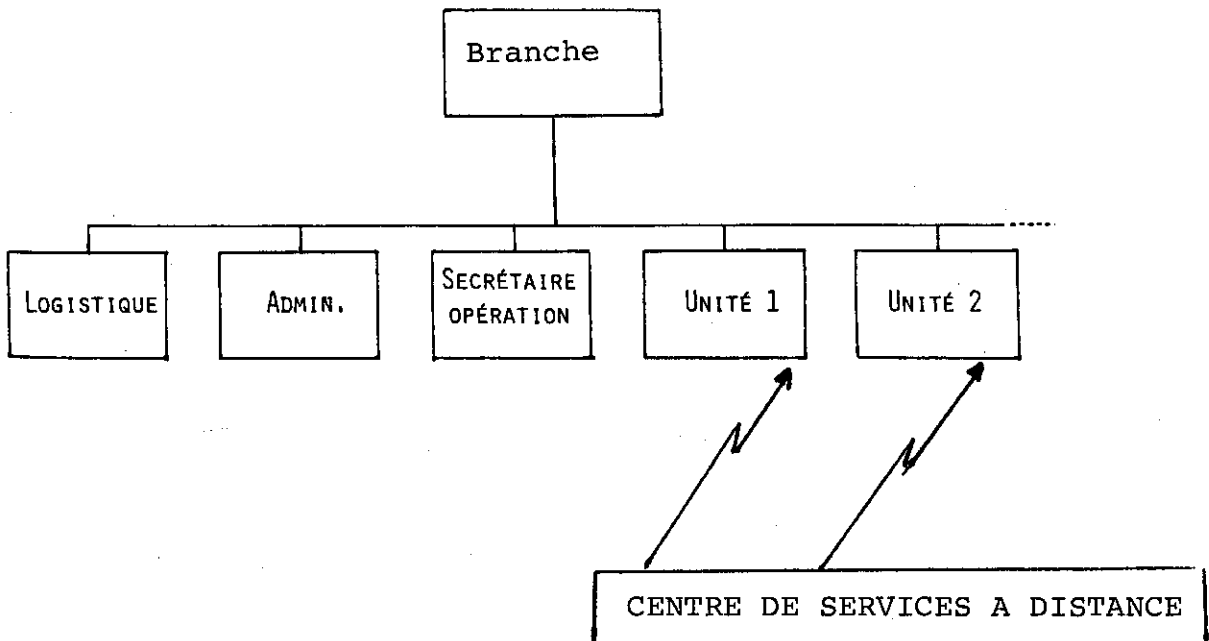 Branche
LOGISTIQUE
ADMIN.
SECRÉTAIRE
OPÉRATION
UNITÉ 1
UNITÉ 2
CENTRE DE SERVICES A DISTANCE